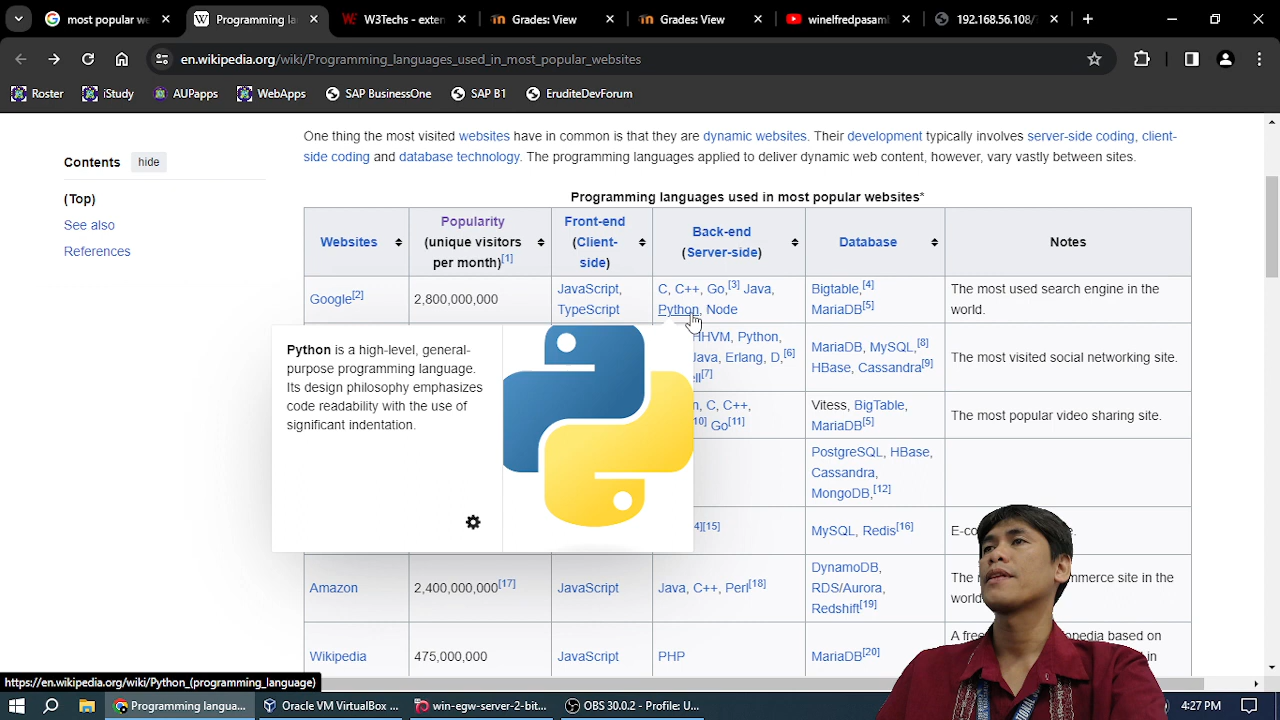 most popular we
Programming la
W3Techs - exten
Grades: View
Grades: View
winelfredpasamb
192.168.56.108/
en.wikipedia.org/wiki/Programming_languages_used_in_most_popular_websites
Roster
iStudy
AUPapps
WebApps
SAP BusinessOne
SAP B1
EruditeDevForum
Contents hide
(Top)
See also
References
One thing the most visited websites have in common is that they are dynamic websites. Their development typically involves server-side coding, client-
side coding and database technology. The programming languages applied to deliver dynamic web content, however, vary vastly between sites.
Programming languages used in most popular websites*
Websites
Popularity
(unique visitors
per month)[1]
Front-end
(Client-
side)
Back-end
(Server-side)
Database
Notes
Google[2]
2,800,000,000
JavaScript,
TypeScript
C, C++, Go,[3] Java,
Python, Node
Bigtable,[4]
MariaDB[5]
The most used search engine in the
world.
HHVM, Python,
Java, Erlang, D,[6]
[7]
MariaDB, MySQL,[8]
HBase, Cassandra[9]
The most visited social networking site.
C, C++,
Go[11]
Vitess, BigTable,
MariaDB[5]
The most popular video sharing site.
PostgreSQL, HBase,
Cassandra,
MongoDB,[12]
[15]
MySQL, Redis[16]
Python is a high-level, general-
purpose programming language.
Its design philosophy emphasizes
code readability with the use of
significant indentation.
Amazon
2,400,000,000[17]
JavaScript
Java, C++, Perl[18]
DynamoDB,
RDS/Aurora,
Redshift[19]
The
site in the
Wikipedia
475,000,000
JavaScript
PHP
MariaDB[20]
based on
in
https://en.wikipedia.org/wiki/Python_(programming_language)
Programming langua...
Oracle VM VirtualBox ...
win-egw-server-2-bit...
OBS 30.0.2 - Profile: U...
4:27 PM